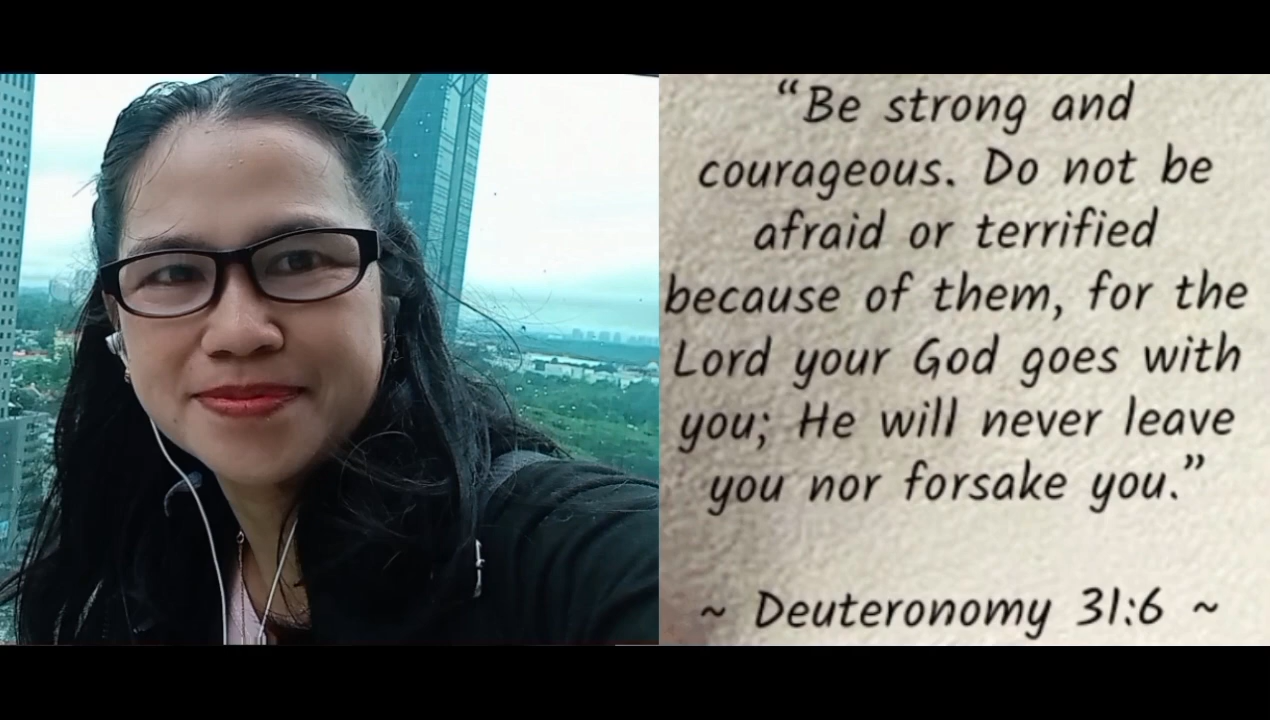 “Be strong and
courageous. Do not be
afraid or terrified
because of them, for the
Lord your God goes with
you; He will never leave
you nor forsake you.”
~ Deuteronomy 31:6 ~